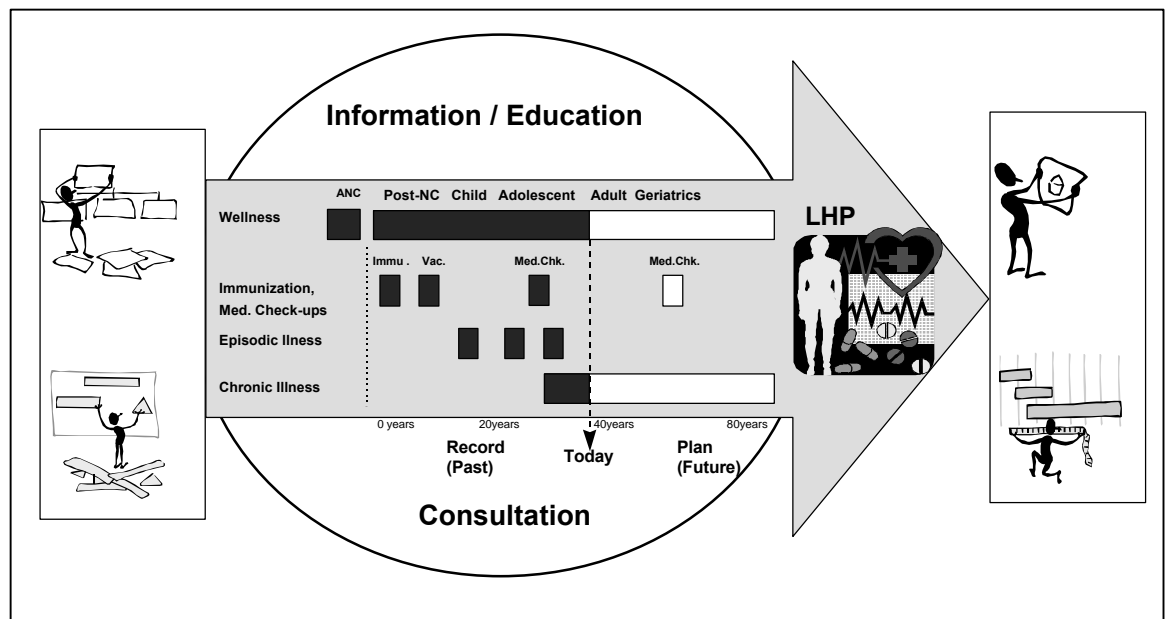 Information / Education
ANC Post-NC Child Adolescent Adult Geriatrics
Wellness
LHP
Immu . Vac. Med.Chk. Med.Chk.
Immunization,
Med. Check-ups
Episodic Ilness
Chronic Illness
0 years 20years 40years 80years
Record
(Past)
Today
Plan
(Future)
Consultation